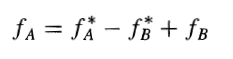 f_A = f_A^* − f_B^* + f_B